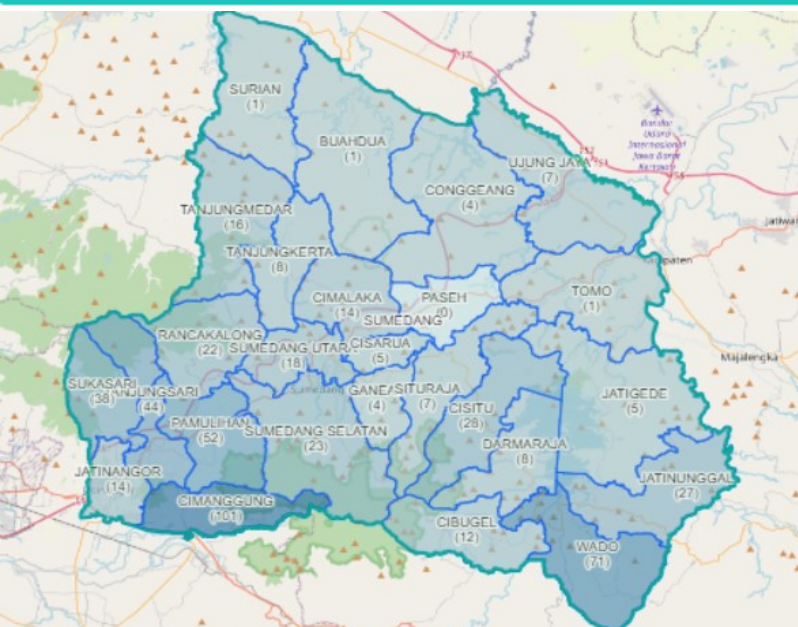 SURIAN
(1)
BUAHDUA
(1)
UJUNG JAYA
(7)
CONGGEANG
(4)
Bandar
Udara
Internasional
Jawa Barat
Kertajati
TANJUNGMEDAR
(16)
TANJUNGKERTA
(8)
CIMALAKA
(14)
PASEH
(0)
TOMO
(1)
SUMEDANG
RANCAKALONG
(22)
SUMEDANG UTARA
(18)
CISARUA
(5)
Majalengka
SUKASARI
(38)
TANJUNGSARI
(44)
GANEAS
(4)
SITURAJA
(7)
JATIGEDE
(5)
CISITU
(28)
PAMULIHAN
(52)
SUMEDANG SELATAN
(23)
DARMARAJA
(8)
JATINANGOR
(14)
JATINUNGGAL
(27)
CIMANGGUNG
(101)
CIBUGEL
(12)
WADO
(71)